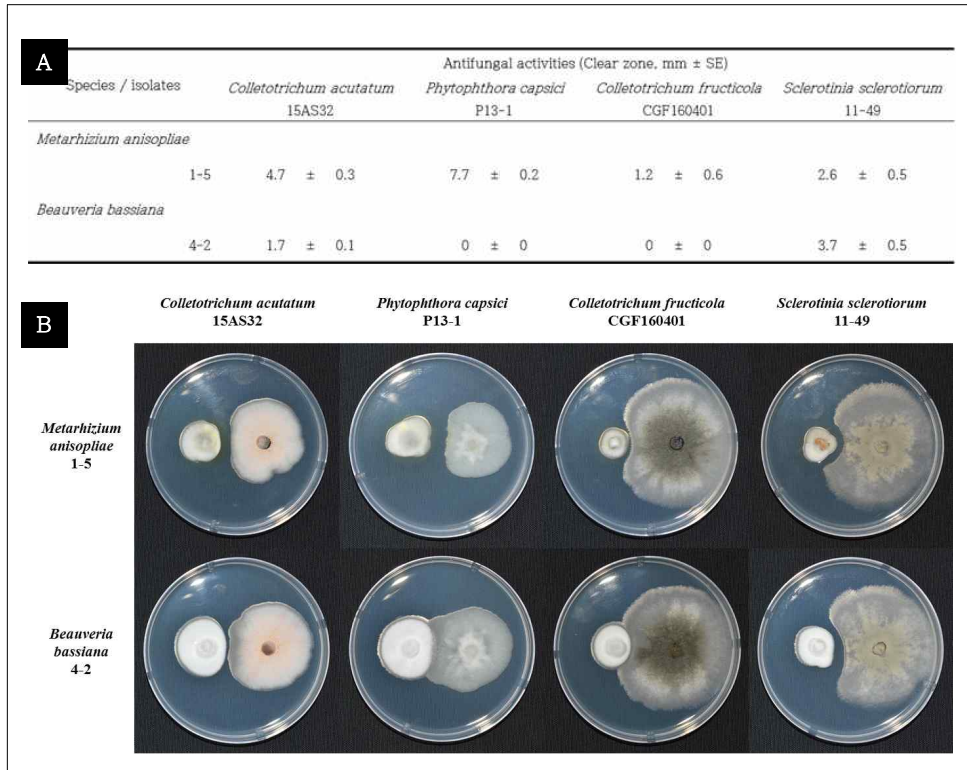 A
Antifungal activities (Clear zone, mm ± SE)
Species / isolates
Colletotrichum acutatum Phytophthora capsici Colletotrichum fructicola Sclerotinia sclerotiorum
15AS32 P13-1 CGF160401 11-49
Metarhizium anisopliae
1-5 4.7 ± 0.3 7.7 ± 0.2 1.2 ± 0.6 2.6 ± 0.5
Beauveria bassiana
4-2 1.7 ± 0.1 0 ± 0 0 ± 0 3.7 ± 0.5
B
Colletotrichum acutatum Phytophthora capsici Colletotrichum fructicola Sclerotinia sclerotiorum
15AS32 P13-1 CGF160401 11-49
Metarhizium
anisopliae
1-5
Beauveria
bassiana
4-2